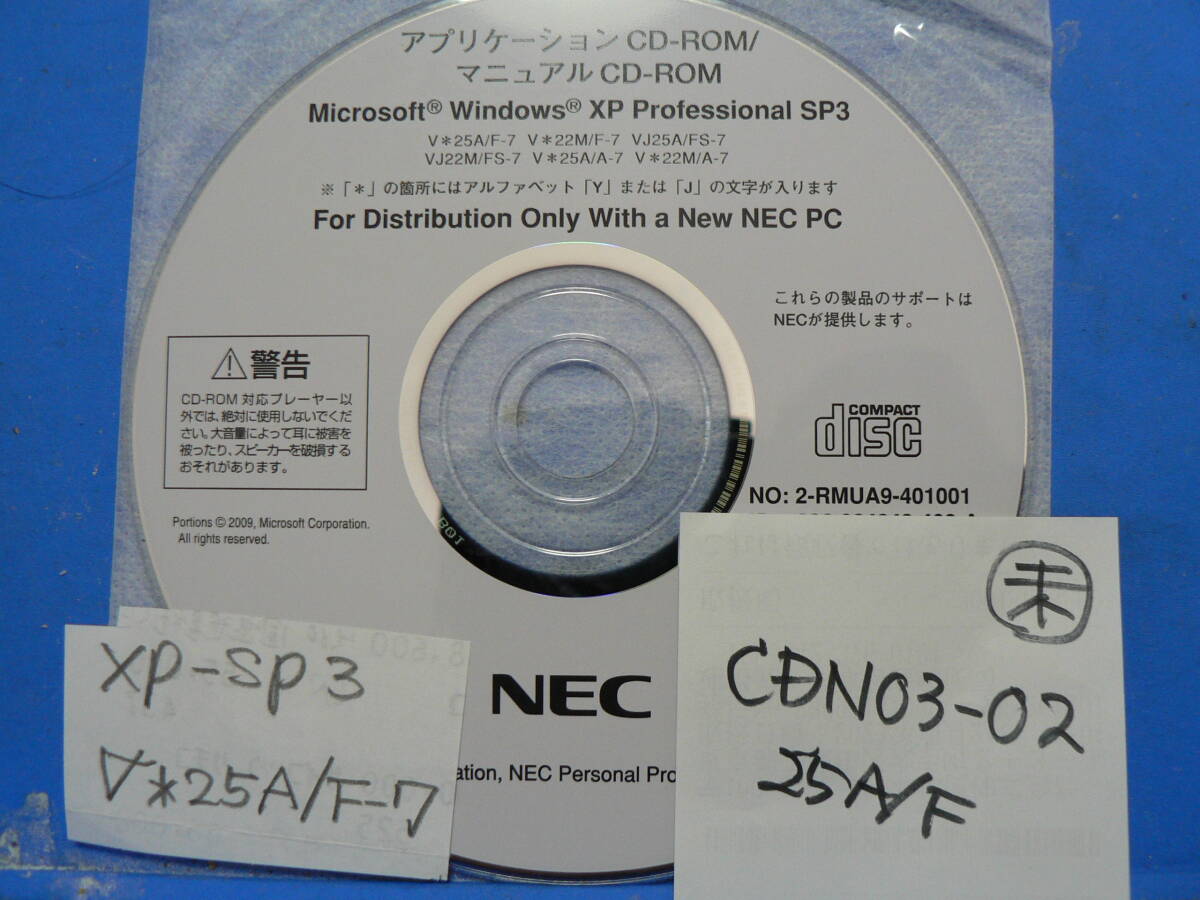 アプリケーション CD-ROM/
マニュアル CD-ROM
Microsoft® Windows® XP Professional SP3
V＊25A/F-7 V＊22M/F-7 VJ25A/FS-7
VJ22M/FS-7 V＊25A/A-7 V＊22M/A-7
※「＊」の箇所にはアルファベット「Y」または「J」の文字が入ります
For Distribution Only With a New NEC PC
これらの製品のサポートは
NECが提供します。
警告
CD-ROM 対応プレーヤー以
外では、絶対に使用しないでくだ
さい。大音量によって耳に被害を
被ったり、スピーカーを破損する
おそれがあります。
COMPACT
disc
NO: 2-RMUA9-401001
Portions © 2009, Microsoft Corporation.
All rights reserved.
未
XP-SP3
V*25A/F-7
NEC
NEC Personal
CDN03-02
25A/F